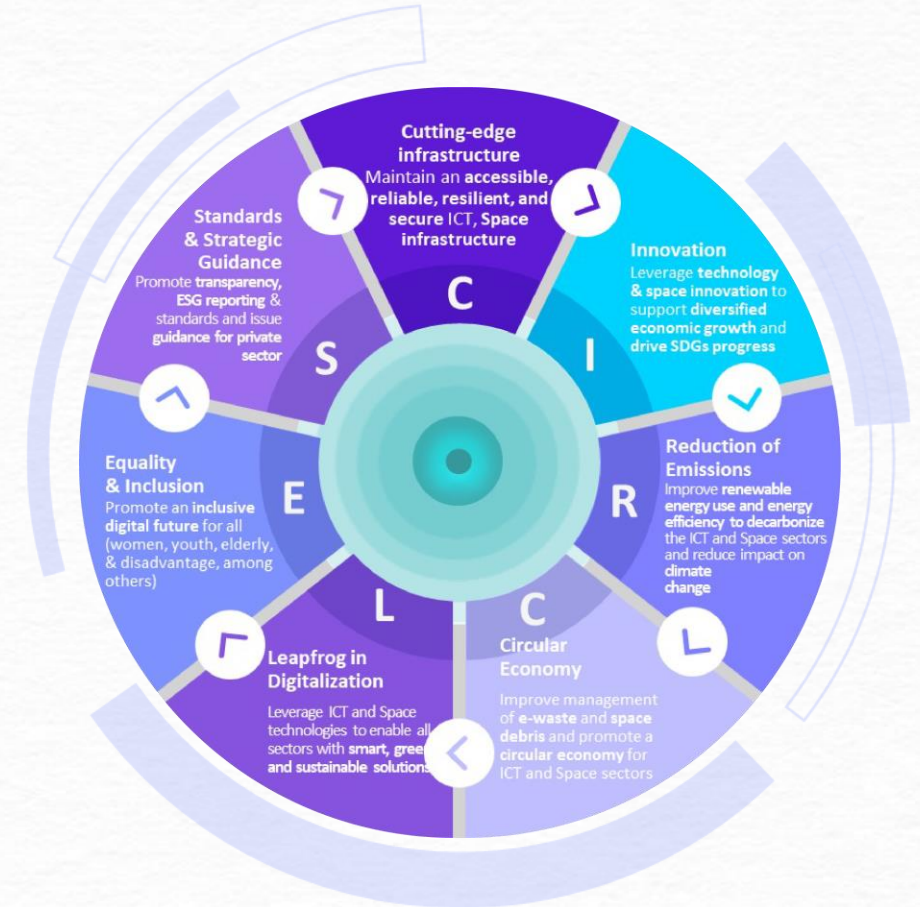 Cutting-edge
infrastructure
Maintain an accessible,
reliable, resilient, and
secure ICT, Space
infrastructure
C
Innovation
Leverage technology
& space innovation to
support diversified
economic growth and
drive SDGs progress
I
Reduction of
Emissions
Improve renewable
energy use and energy
efficiency to decarbonize
the ICT and Space sectors
and reduce impact on
climate
change
R
C
Circular
Economy
Improve management
of e-waste and space
debris and promote a
circular economy for
ICT and Space sectors
L
Leapfrog in
Digitalization
Leverage ICT and Space
technologies to enable all
sectors with smart, green
and sustainable solutions
E
Equality
& Inclusion
Promote an inclusive
digital future for all
(women, youth, elderly,
& disadvantage, among
others)
S
Standards
& Strategic
Guidance
Promote transparency,
ESG reporting &
standards and issue
guidance for private
sector